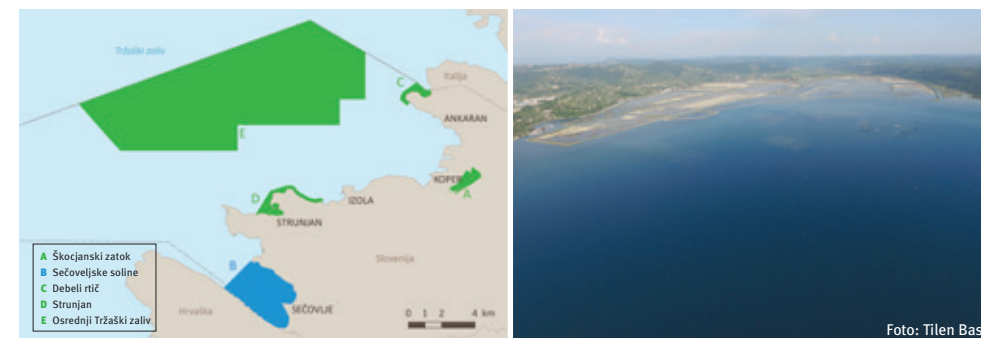 Tržaški zaliv
Italija
C
ANKARAN
E
KOPER
A
D
IZOLA
STRUNJAN
B
Slovenija
A Škocjanski zatok
B Sečoveljske soline
C Debeli rtič
D Strunjan
E Osrednji Tržaški zaliv
Hrvaška
SEČOVLJE
0 1 2 4 km
Foto: Tilen Bas